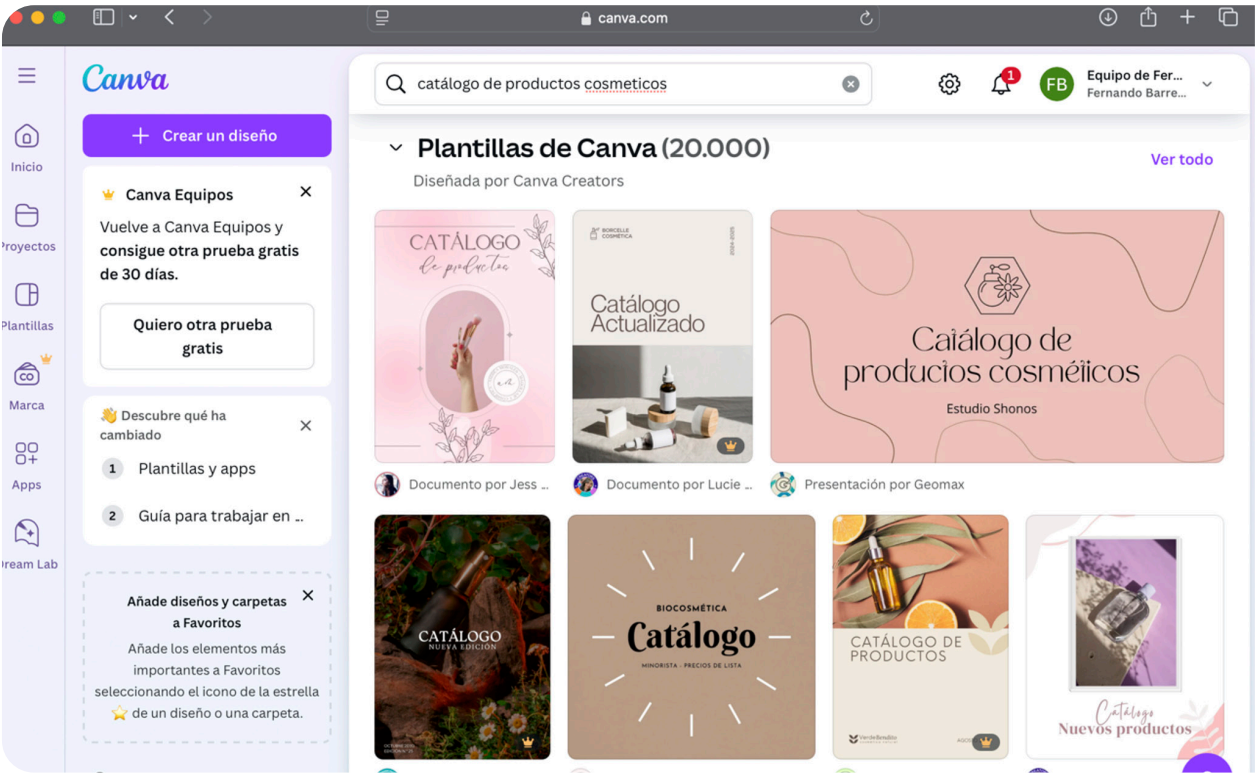 canva.com
Canva
catálogo de productos cosmeticos
1
FB
Equipo de Fer...
Fernando Barre...
Crear un diseño
Inicio
Proyectos
Plantillas
Marca
Apps
Dream Lab
Canva Equipos
Vuelve a Canva Equipos y
consigue otra prueba gratis
de 30 días.
Quiero otra prueba
gratis
👋 Descubre qué ha
cambiado
1 Plantillas y apps
2 Guía para trabajar en ...
Añade diseños y carpetas
a Favoritos
Añade los elementos más
importantes a Favoritos
seleccionando el icono de la estrella
⭐ de un diseño o una carpeta.
Plantillas de Canva (20.000)
Ver todo
Diseñada por Canva Creators
CATÁLOGO
de productos
BORCELLE
COSMÉTICA
2024-2025
Catálogo
Actualizado
Catálogo de
productos cosméticos
Estudio Shonos
Documento por Jess ...
Documento por Lucie ...
Presentación por Geomax
CATÁLOGO
NUEVA EDICIÓN
BIOCOSMÉTICA
Catálogo
MINORISTA - PRECIOS DE LISTA
CATÁLOGO DE
PRODUCTOS
Catálogo
Nuevos productos